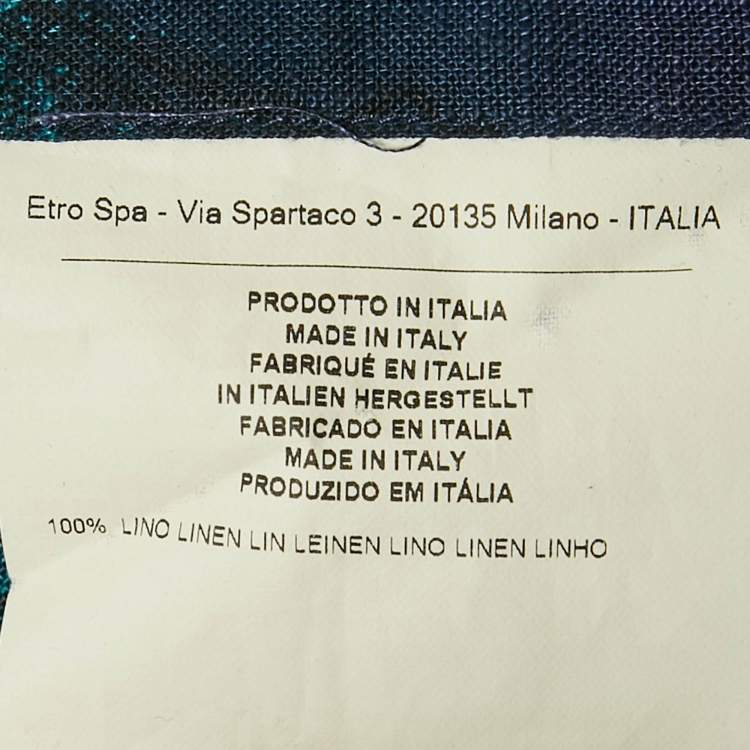 Etro Spa - Via Spartaco 3 - 20135 Milano - ITALIA
PRODOTTO IN ITALIA
MADE IN ITALY
FABRIQUÉ EN ITALIE
IN ITALIEN HERGESTELLT
FABRICADO EN ITALIA
MADE IN ITALY
PRODUZIDO EM ITÁLIA
100% LINO LINEN LIN LEINEN LINO LINEN LINHO